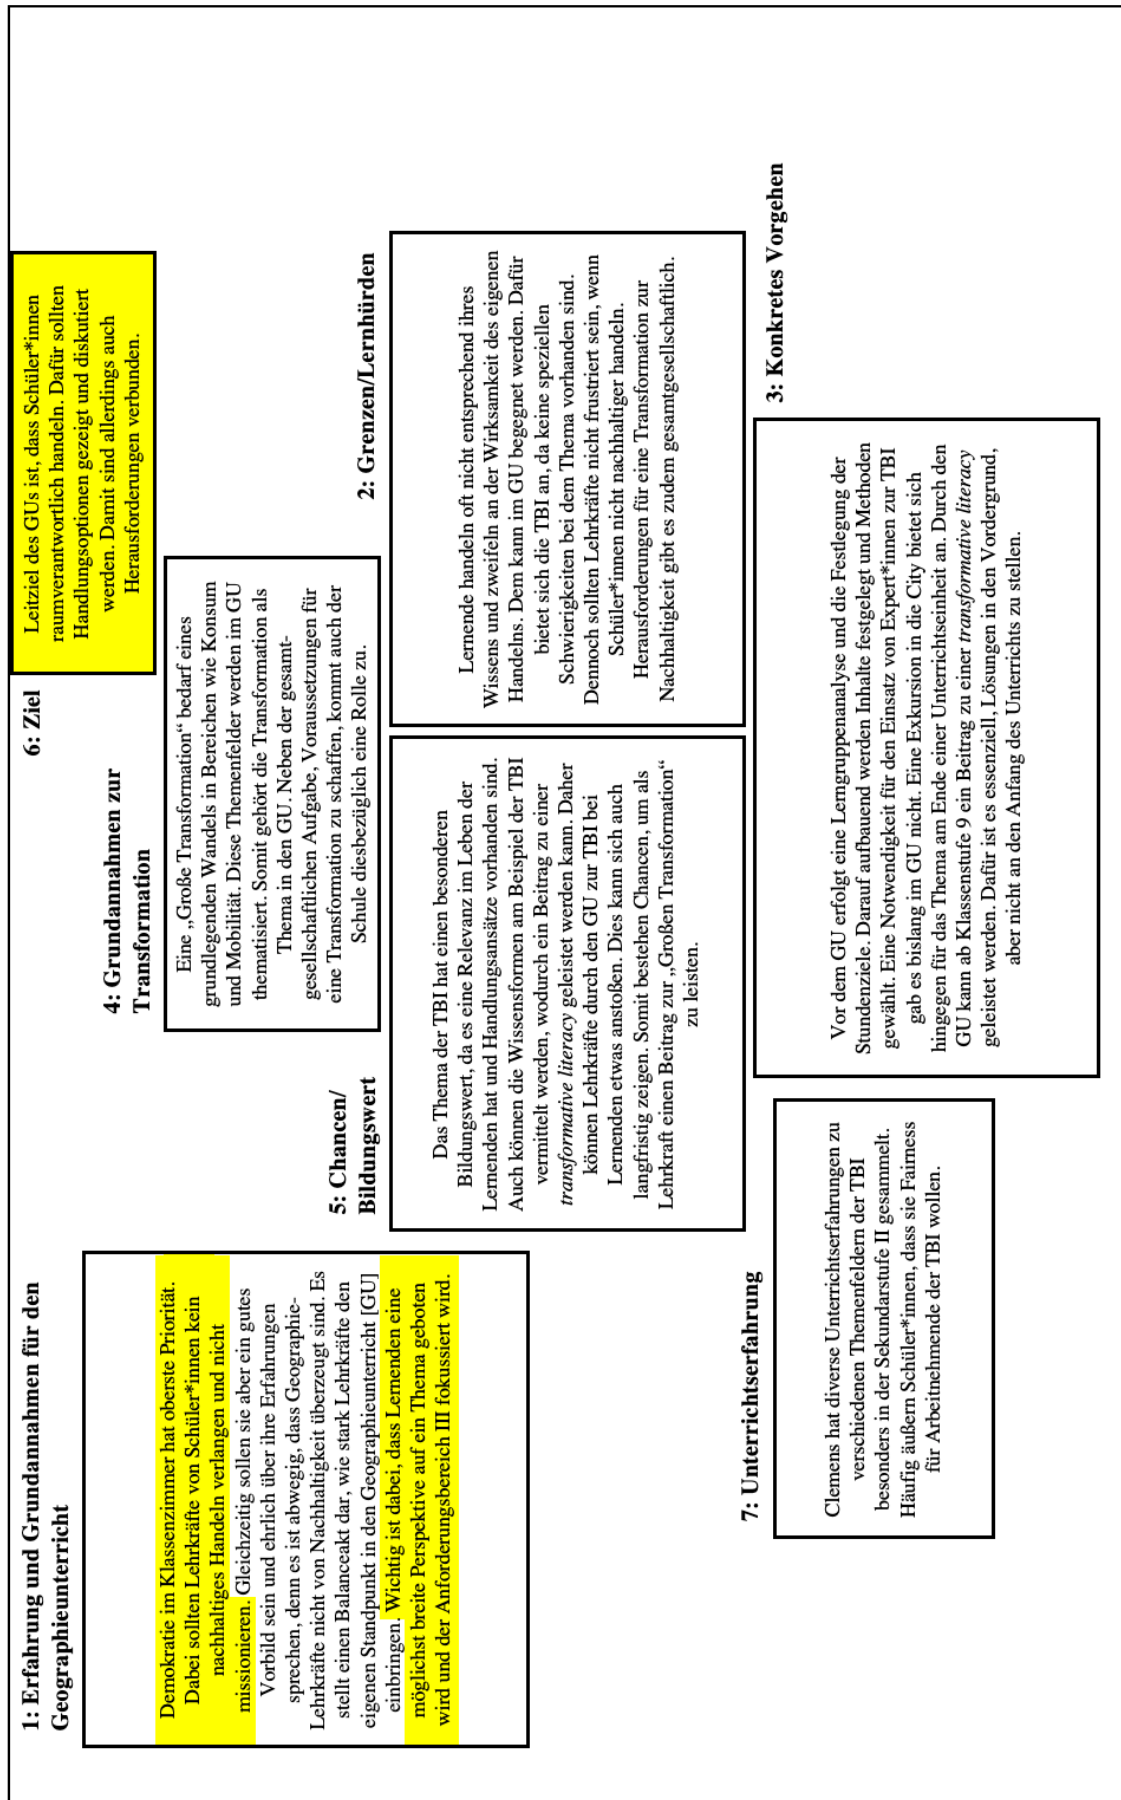 1: Erfahrung und Grundannahmen für den
Geographieunterricht
Demokratie im Klassenzimmer hat oberste Priorität.
Dabei sollten Lehrkräfte von Schüler*innen kein
nachhaltiges Handeln verlangen und nicht
missionieren. Gleichzeitig sollen sie aber ein gutes
Vorbild sein und ehrlich über ihre Erfahrungen
sprechen, denn es ist abwegig, dass Geographie-
Lehrkräfte nicht von Nachhaltigkeit überzeugt sind. Es
stellt einen Balanceakt dar, wie stark Lehrkräfte den
eigenen Standpunkt in den Geographieunterricht [GU]
einbringen. Wichtig ist dabei, dass Lernenden eine
möglichst breite Perspektive auf ein Thema geboten
wird und der Anforderungsbereich III fokussiert wird.
6: Ziel
Leitziel des GUs ist, dass Schüler*innen
raumverantwortlich handeln. Dafür sollten
Handlungsoptionen gezeigt und diskutiert
werden. Damit sind allerdings auch
Herausforderungen verbunden.
4: Grundannahmen zur
Transformation
Eine „Große Transformation“ bedarf eines
grundlegenden Wandels in Bereichen wie Konsum
und Mobilität. Diese Themenfelder werden im GU
thematisiert. Somit gehört die Transformation als
Thema in den GU. Neben der gesamt-
gesellschaftlichen Aufgabe, Voraussetzungen für
eine Transformation zu schaffen, kommt auch der
Schule diesbezüglich eine Rolle zu.
5: Chancen/
Bildungswert
Das Thema der TBI hat einen besonderen
Bildungswert, da es eine Relevanz im Leben der
Lernenden hat und Handlungsansätze vorhanden sind.
Auch können die Wissensformen am Beispiel der TBI
vermittelt werden, wodurch ein Beitrag zu einer
transformative literacy geleistet werden kann. Daher
können Lehrkräfte durch den GU zur TBI bei
Lernenden etwas anstoßen. Dies kann sich auch
langfristig zeigen. Somit bestehen Chancen, um als
Lehrkraft einen Beitrag zur „Großen Transformation“
zu leisten.
2: Grenzen/Lernhürden
Lernende handeln oft nicht entsprechend ihres
Wissens und zweifeln an der Wirksamkeit des eigenen
Handelns. Dem kann im GU begegnet werden. Dafür
bietet sich die TBI an, da keine speziellen
Schwierigkeiten bei dem Thema vorhanden sind.
Dennoch sollten Lehrkräfte nicht frustriert sein, wenn
Schüler*innen nicht nachhaltiger handeln.
Herausforderungen für eine Transformation zur
Nachhaltigkeit gibt es zudem gesamtgesellschaftlich.
7: Unterrichtserfahrung
Clemens hat diverse Unterrichtserfahrungen zu
verschiedenen Themenfeldern der TBI
besonders in der Sekundarstufe II gesammelt.
Häufig äußern Schüler*innen, dass sie Fairness
für Arbeitnehmende der TBI wollen.
3: Konkretes Vorgehen
Vor dem GU erfolgt eine Lerngruppenanalyse und die Festlegung der
Stundenziele. Darauf aufbauend werden Inhalte festgelegt und Methoden
gewählt. Eine Notwendigkeit für den Einsatz von Expert*innen zur TBI
gab es bislang im GU nicht. Eine Exkursion in die City bietet sich
hingegen für das Thema am Ende einer Unterrichtseinheit an. Durch den
GU kann ab Klassenstufe 9 ein Beitrag zu einer transformative literacy
geleistet werden. Dafür ist es essenziell, Lösungen in den Vordergrund,
aber nicht an den Anfang des Unterrichts zu stellen.